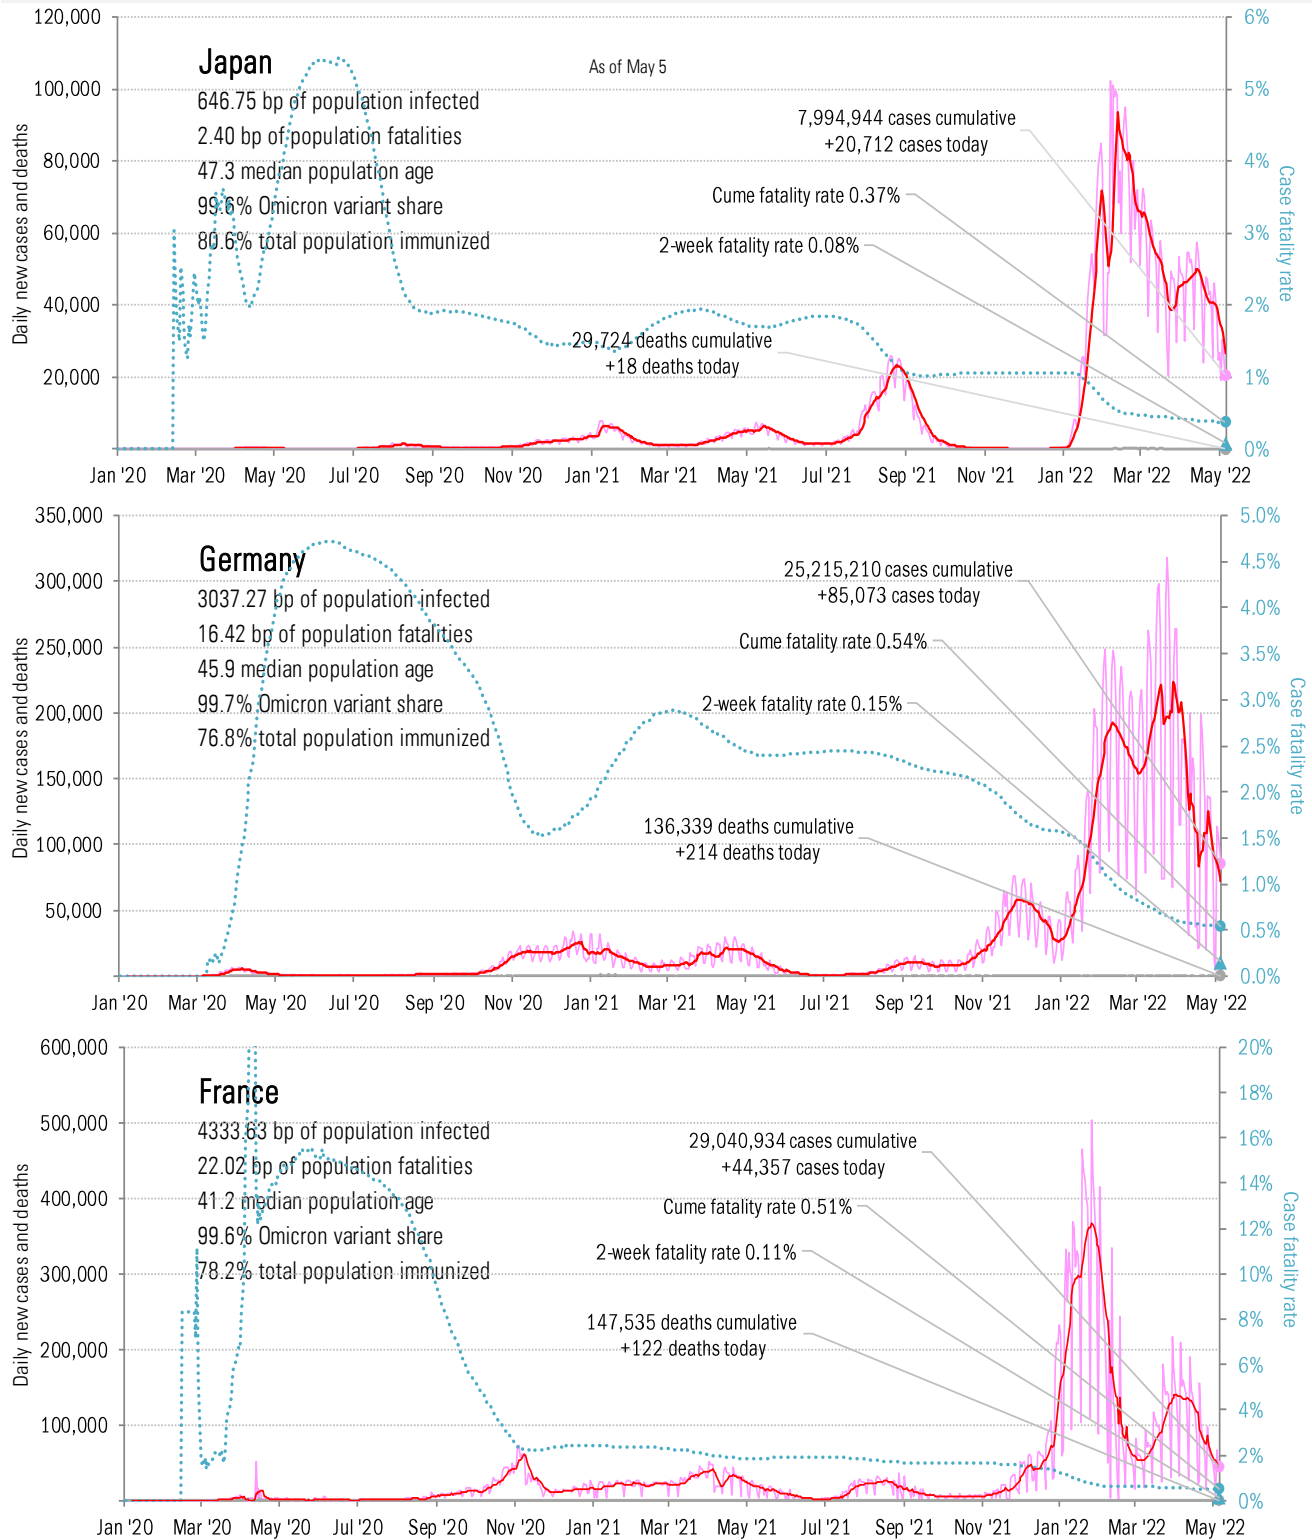 120,000
6%
Japan
As of May 5
100,000
5%
646.75 bp of population infected
7,994,944 cases cumulative
+20,712 cases today
2.40 bp of population fatalities
80,000
4%
47.3 median population age
Cume fatality rate 0.37%
99.6% Omicron variant share
60,000
3%
80.6% total population immunized
2-week fatality rate 0.08%
40,000
2%
29,724 deaths cumulative
+18 deaths today
20,000
1%
0%
Daily new cases and deaths
Case fatality rate
Jan '20 Mar '20 May '20 Jul '20 Sep '20 Nov '20 Jan '21 Mar '21 May '21 Jul '21 Sep '21 Nov '21 Jan '22 Mar '22 May '22
350,000
5.0%
Germany
4.5%
25,215,210 cases cumulative
+85,073 cases today
300,000
3037.27 bp of population infected
4.0%
16.42 bp of population fatalities
Cume fatality rate 0.54%
250,000
3.5%
45.9 median population age
99.7% Omicron variant share
2-week fatality rate 0.15%
3.0%
200,000
76.8% total population immunized
2.5%
150,000
2.0%
136,339 deaths cumulative
+214 deaths today
1.5%
100,000
1.0%
50,000
0.5%
0.0%
Daily new cases and deaths
Case fatality rate
Jan '20 Mar '20 May '20 Jul '20 Sep '20 Nov '20 Jan '21 Mar '21 May '21 Jul '21 Sep '21 Nov '21 Jan '22 Mar '22 May '22
600,000
20%
France
18%
500,000
4333.63 bp of population infected
16%
29,040,934 cases cumulative
+44,357 cases today
22.02 bp of population fatalities
14%
400,000
41.2 median population age
Cume fatality rate 0.51%
12%
99.6% Omicron variant share
2-week fatality rate 0.11%
300,000
78.2% total population immunized
10%
147,535 deaths cumulative
+122 deaths today
8%
200,000
6%
4%
100,000
2%
0%
Daily new cases and deaths
Case fatality rate
Jan '20 Mar '20 May '20 Jul '20 Sep '20 Nov '20 Jan '21 Mar '21 May '21 Jul '21 Sep '21 Nov '21 Jan '22 Mar '22 May '22